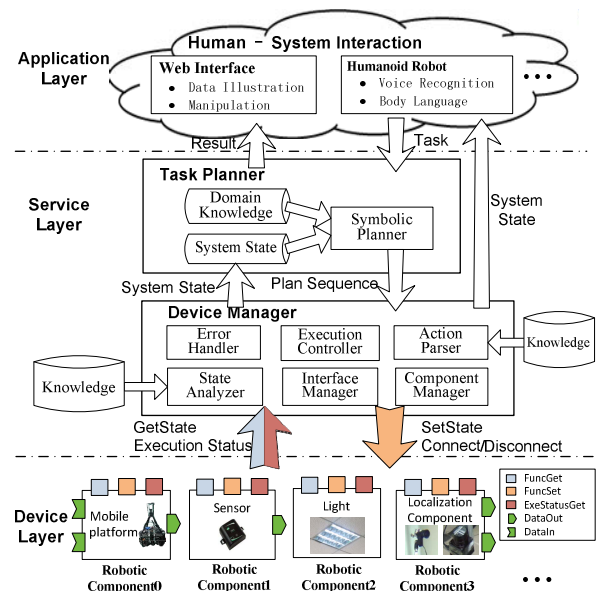 Human - System Interaction
Application
Layer
Web Interface
• Data Illustration
• Manipulation
Humanoid Robot
• Voice Recognition
• Body Language
• • •
Result
Task
Service
Layer
Task Planner
Domain
Knowledge
System State
Symbolic
Planner
System
State
System State
Plan Sequence
Device Manager
Error
Handler
Execution
Controller
Action
Parser
Knowledge
Knowledge
State
Analyzer
Interface
Manager
Component
Manager
GetState
Execution Status
SetState
Connect/Disconnect
Device
Layer
Mobile
platform
Sensor
Light
Localization
Component
FuncGet
FuncSet
ExeStatusGet
DataOut
DataIn
Robotic
Component0
Robotic
Component1
Robotic
Component2
Robotic
Component3
• • •